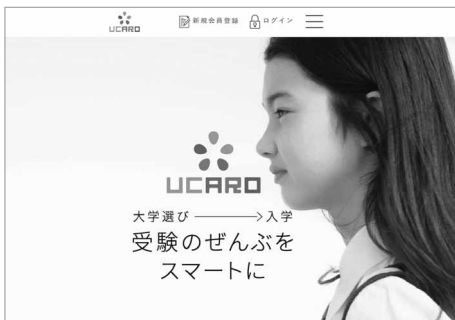 UCARO
新規会員登録
ログイン
UCARO
大学選び → 入学
受験のぜんぶを
スマートに